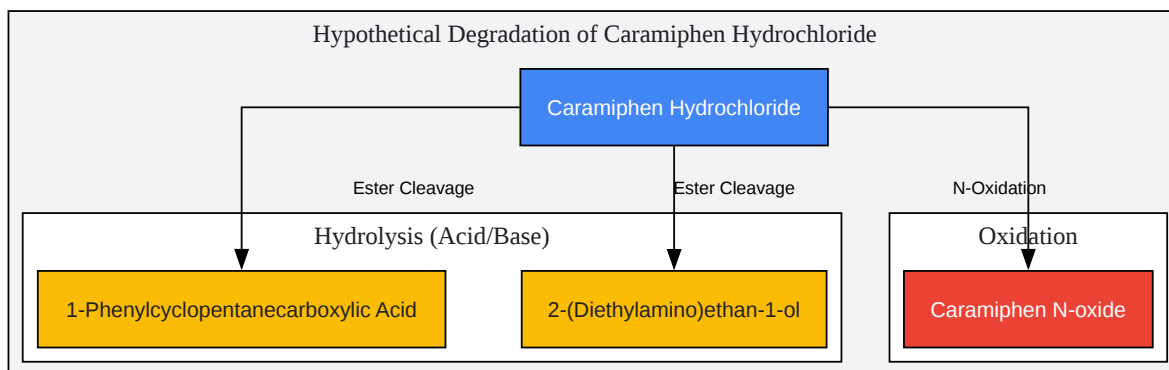 Hypothetical Degradation of Caramiphen Hydrochloride
Caramiphen Hydrochloride
Ester Cleavage
Ester Cleavage
N-Oxidation
Hydrolysis (Acid/Base)
Oxidation
1-Phenylcyclopentanecarboxylic Acid
2-(Diethylamino)ethan-1-ol
Caramiphen N-oxide